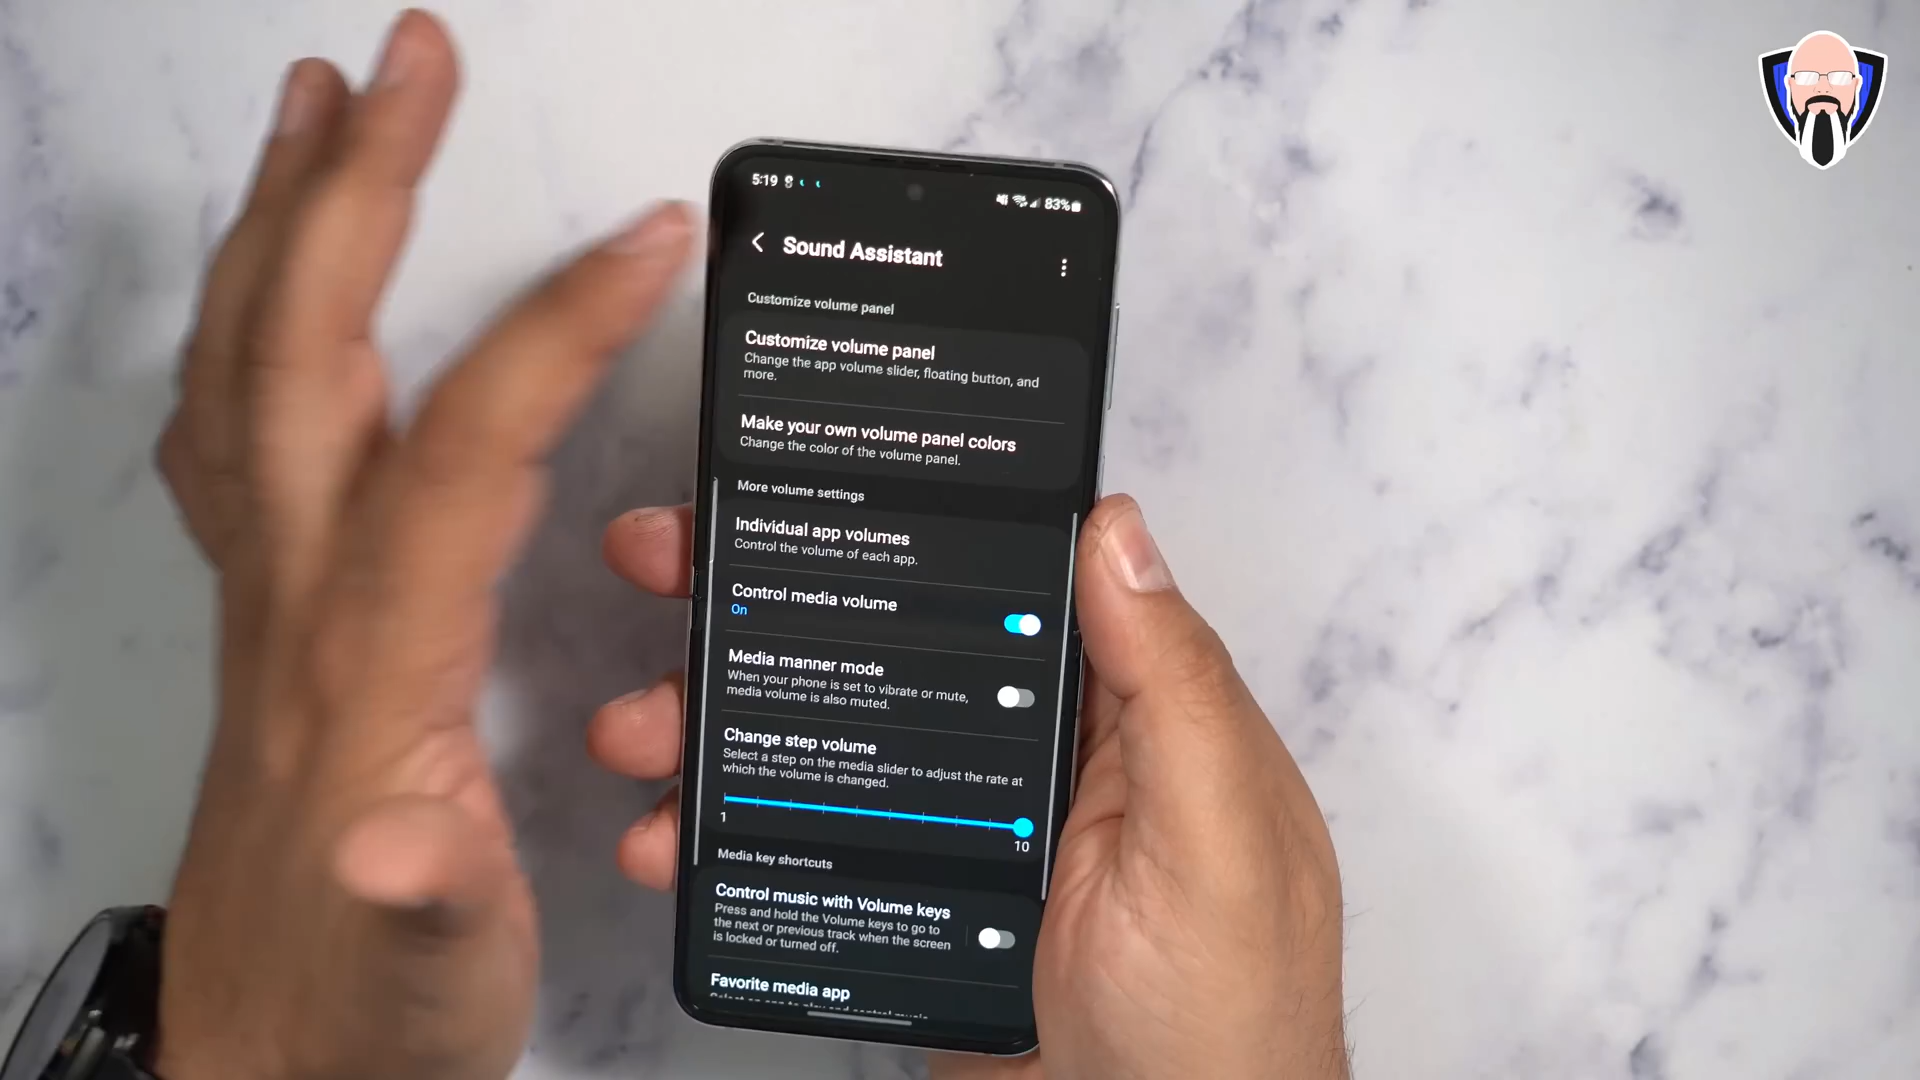 5:19
83%
Sound Assistant
Customize volume panel
Customize volume panel
Change the app volume slider, floating button, and
more.
Make your own volume panel colors
Change the color of the volume panel.
More volume settings
Individual app volumes
Control the volume of each app.
Control media volume
On
Media manner mode
When your phone is set to vibrate or mute,
media volume is also muted.
Change step volume
Select a step on the media slider to adjust the rate at
which the volume is changed.
1
10
Media key shortcuts
Control music with Volume keys
Press and hold the Volume keys to go to
the next or previous track when the screen
is locked or turned off.
Favorite media app